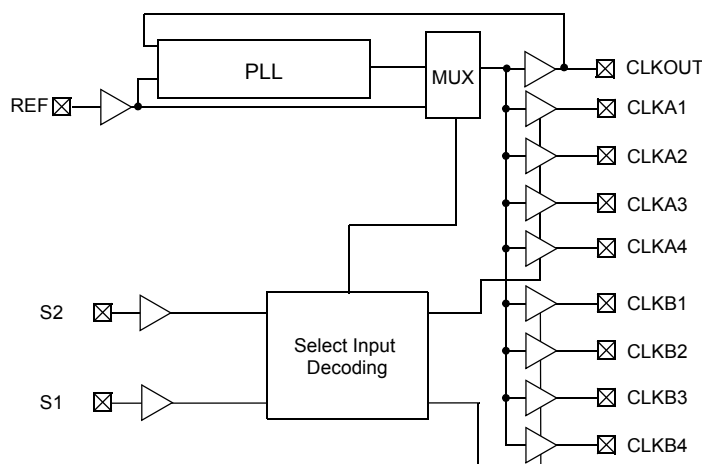 PLL
MUX
REF
CLKOUT
CLKA1
CLKA2
CLKA3
CLKA4
S2
Select Input
Decoding
S1
CLKB1
CLKB2
CLKB3
CLKB4